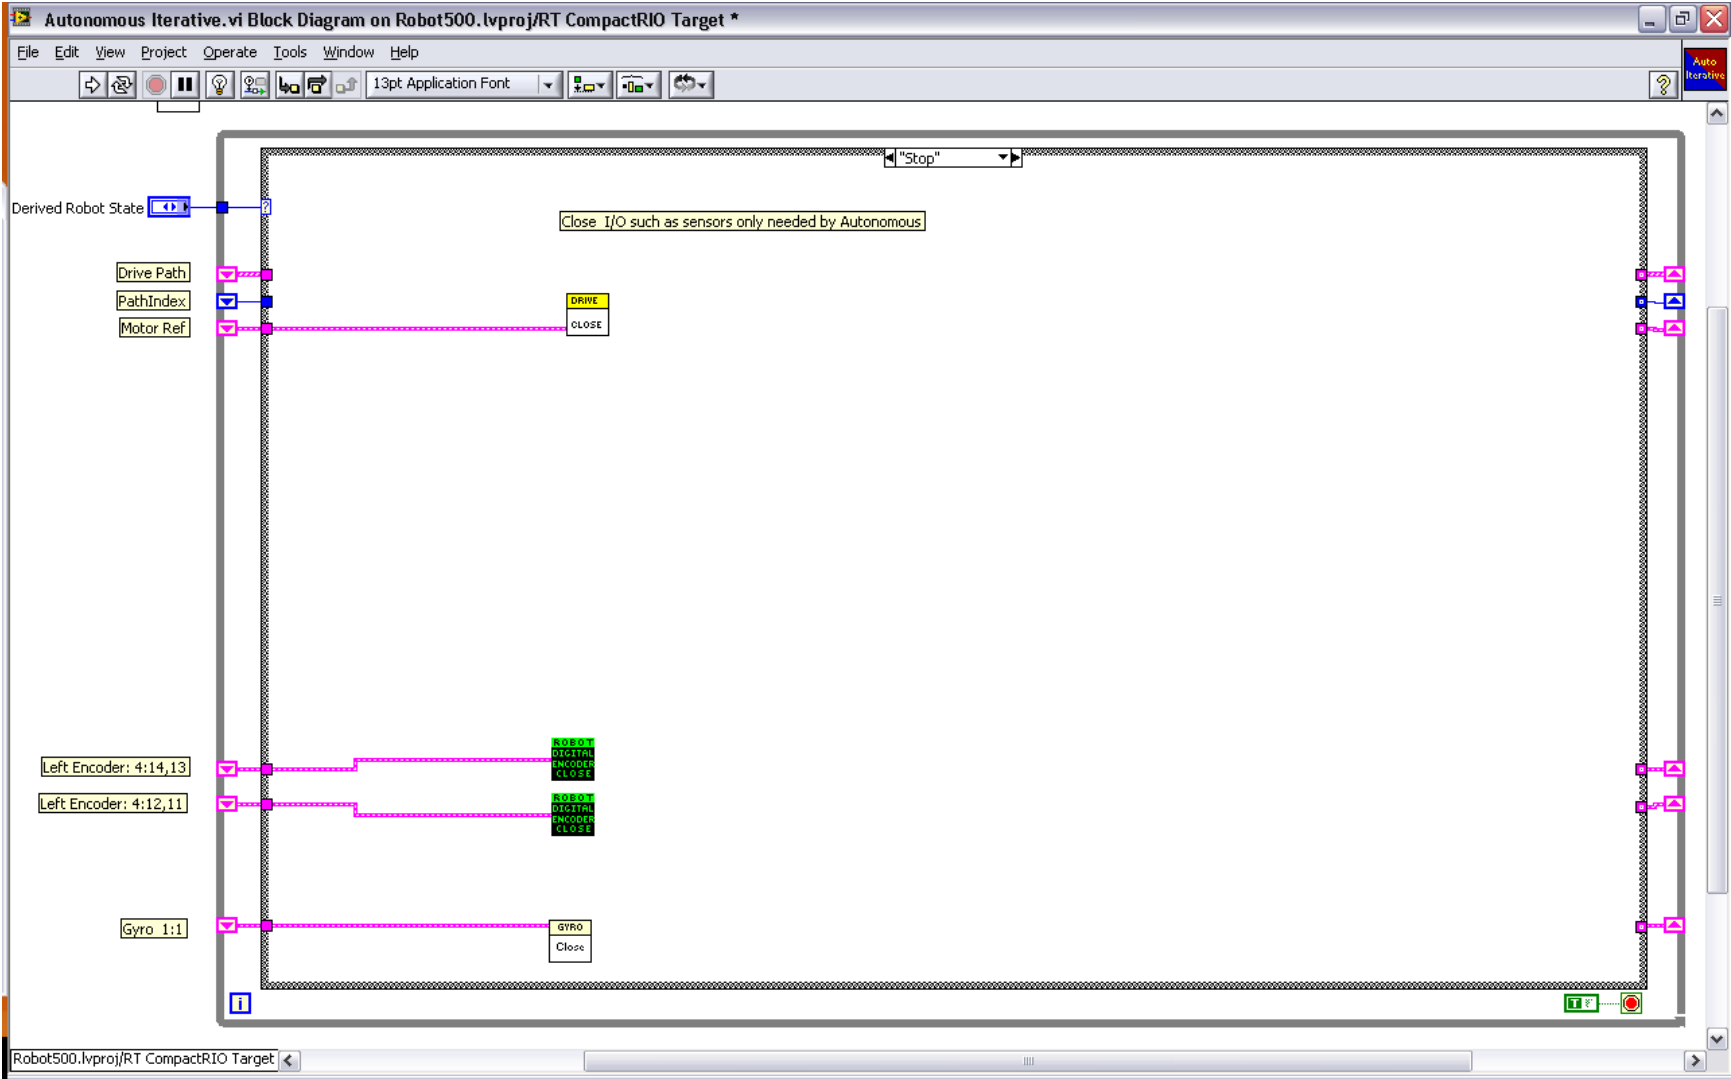 Autonomous Iterative.vi Block Diagram on Robot500.lvproj/RT CompactRIO Target *
File Edit View Project Operate Tools Window Help
13pt Application Font
?
Auto
Iterative
"Stop"
Derived Robot State
?
Close I/O such as sensors only needed by Autonomous
Drive Path
PathIndex
Motor Ref
DRIVE
CLOSE
ROBOT
DIGITAL
ENCODER
CLOSE
Left Encoder: 4:14,13
Left Encoder: 4:12,11
ROBOT
DIGITAL
ENCODER
CLOSE
Gyro 1:1
GYRO
Close
i
T
Robot500.lvproj/RT CompactRIO Target